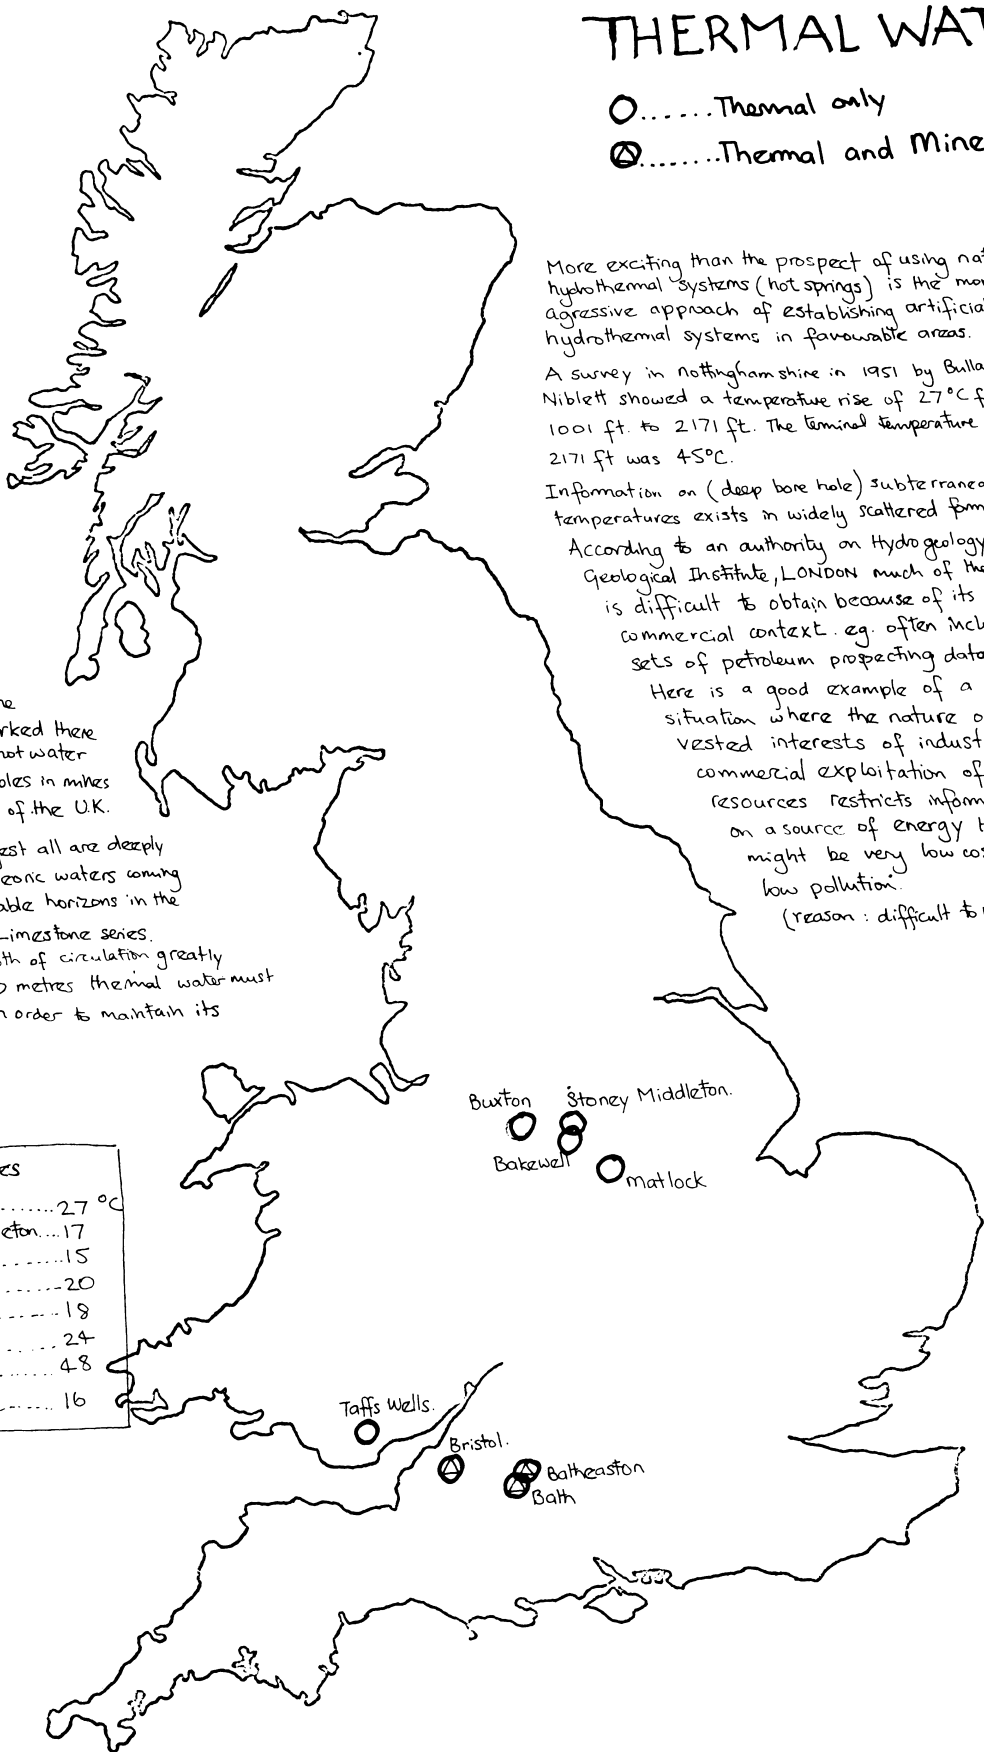 THERMAL WAT
O......Thermal only
........Thermal and Mine
More exciting than the prospect of using nat
hydrothermal systems (hot springs) is the mor
agressive approach of establishing artificia
hydrothermal systems in favourable areas.
A survey in nottinghamshire in 1951 by Bulla
Niblett showed a temperature rise of 27°C f
1001 ft. to 2171 ft. The teminal temperature
2171 ft was 45°C.
Information on (deep bore hole) subterranea
temperatures exists in widely scattered form
According to an authority on Hydrogeology
Geological Institute, LONDON much of the
is difficult to obtain because of its
commercial context. eg. often incl
sets of petroleum prospecting data
Here is a good example of a
situation where the nature o
vested interests of indust
commercial exploitation of
resources restricts inform
on a source of energy t
might be very low cos
low pollution.
(reason: difficult to
ne
rked there
hot water
oles in mines
of the U.K.
est all are deeply
eoric waters coming
able horizons in the
Limestone series.
th of circulation greatly
metres thermal water must
n order to maintain its
Buxton
Stoney Middleton.
Bakewell
matlock
es
......27 °C
eton...17
.......15
.......20
.......18
....... 24
...... 48
...... 16
Taffs Wells.
Bristol.
Batheaston
Bath